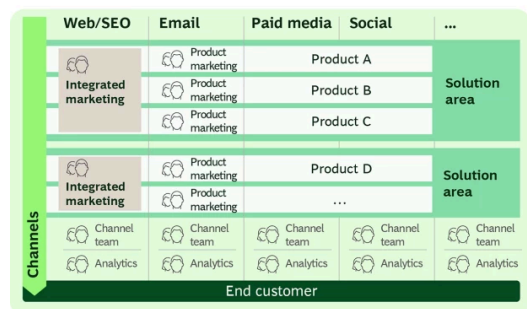 Web/SEO Email Paid media Social ...
Integrated
marketing
Product
marketing
Product A
Product
marketing
Product B
Product
marketing
Product C
Solution
area
Integrated
marketing
Product
marketing
Product D
Product
marketing
...
Solution
area
Channel
team
Channel
team
Channel
team
Channel
team
Channel
team
Analytics
Analytics
Analytics
Analytics
Analytics
Channels
End customer